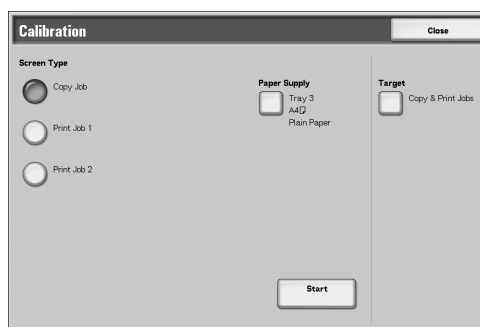 Calibration
Close
Screen Type
Copy Job
Print Job 1
Print Job 2
Paper Supply
Tray 3
A4
Plain Paper
Target
Copy & Print Jobs
Start